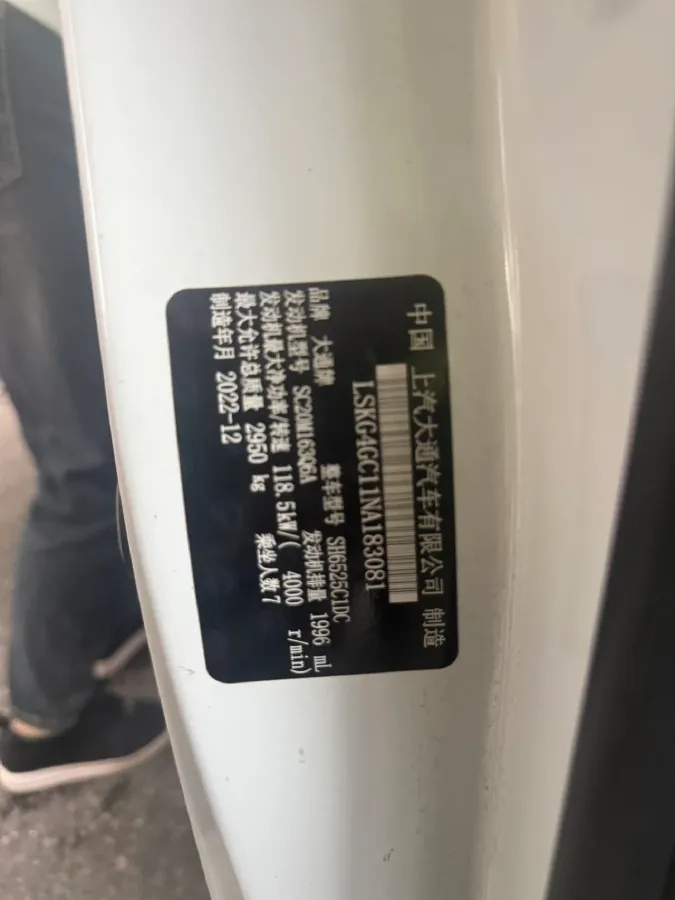 中国 上汽大通汽车有限公司 制造
LSKG4GC11NA183081
品牌 大通牌 整车型号 SH6525C1DC
发动机型号 SC20M163Q6A 发动机排量 1996 mL
发动机最大净功率/转速 118.5kW/( 4000 r/min)
最大允许总质量 2950 kg 乘坐人数 7
制造年月 2022-12